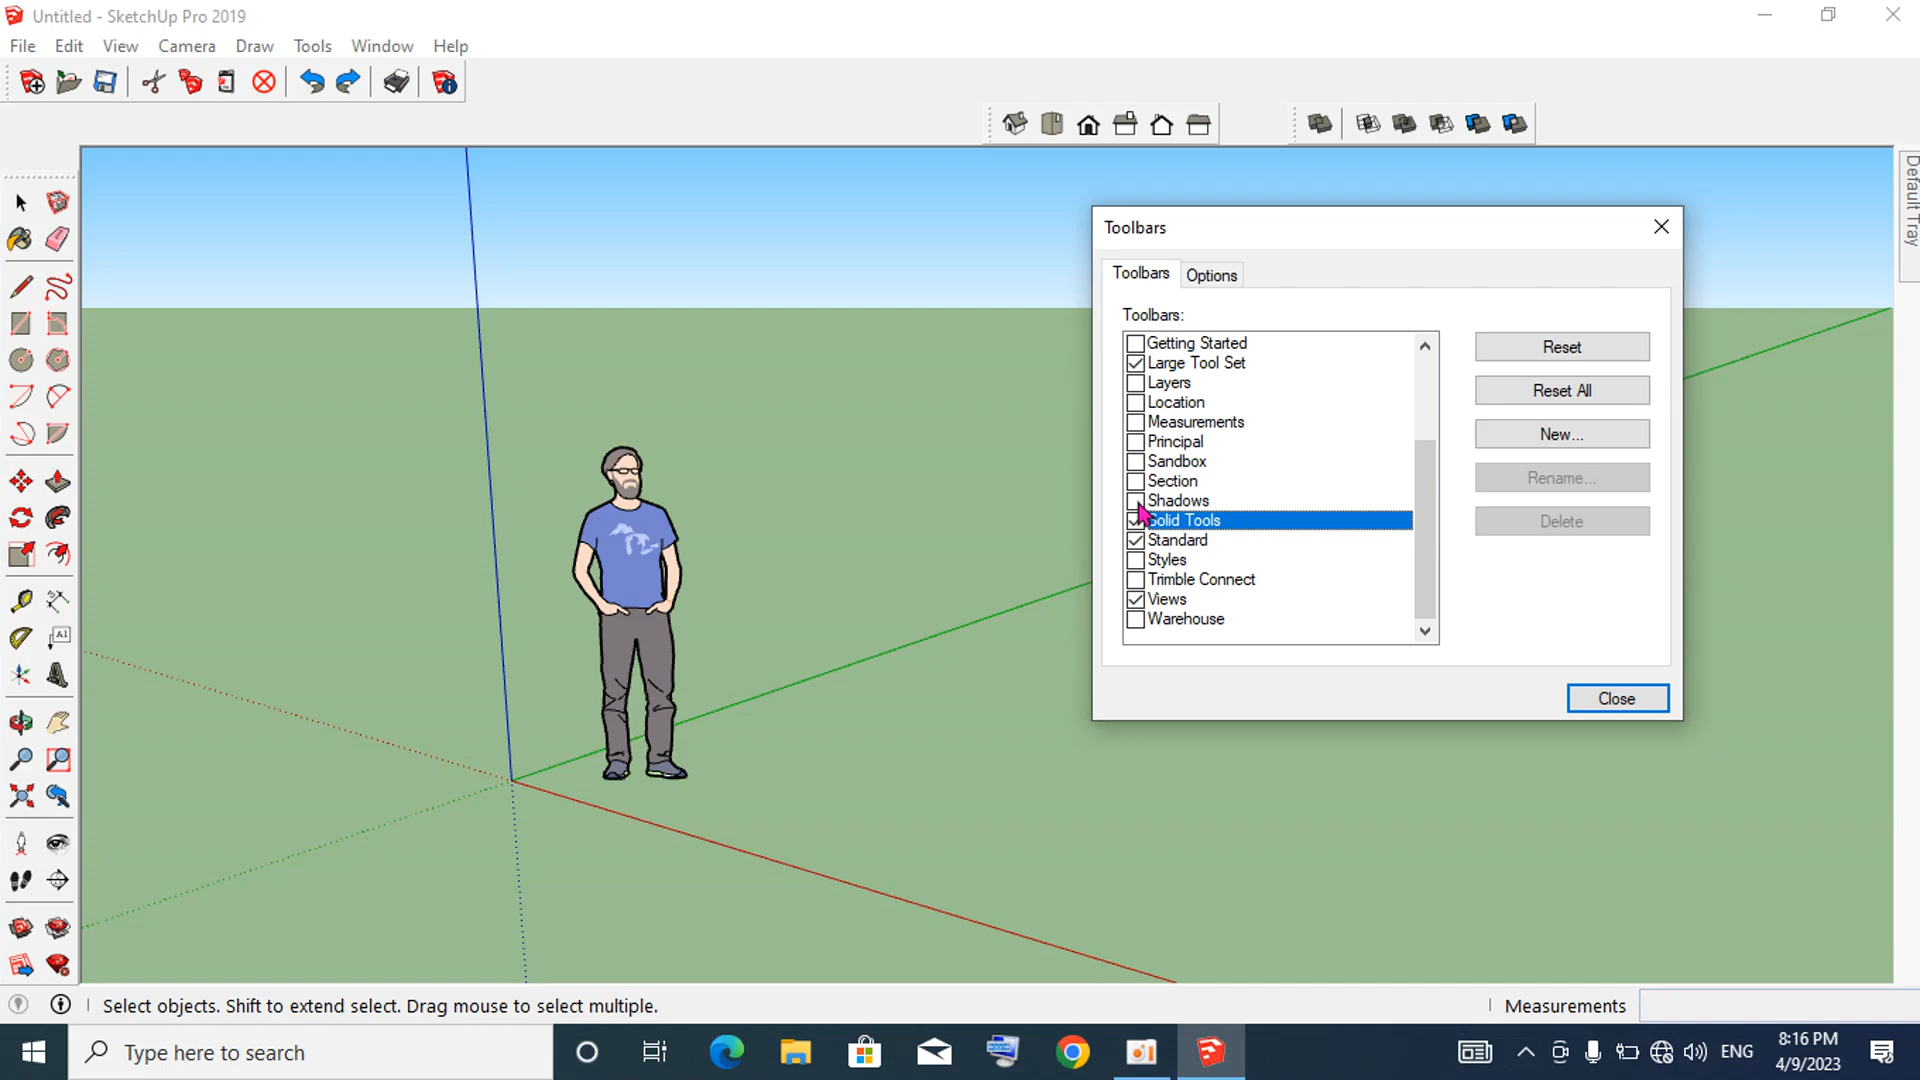 Untitled - SketchUp Pro 2019
File Edit View Camera Draw Tools Window Help
Default Tray
Toolbars
Toolbars Options
Toolbars:
Getting Started
Large Tool Set
Layers
Location
Measurements
Principal
Sandbox
Section
Shadows
Solid Tools
Standard
Styles
Trimble Connect
Views
Warehouse
Reset
Reset All
New...
Rename...
Delete
Close
A1
Select objects. Shift to extend select. Drag mouse to select multiple.
Measurements
Type here to search
ENG
8:16 PM
4/9/2023